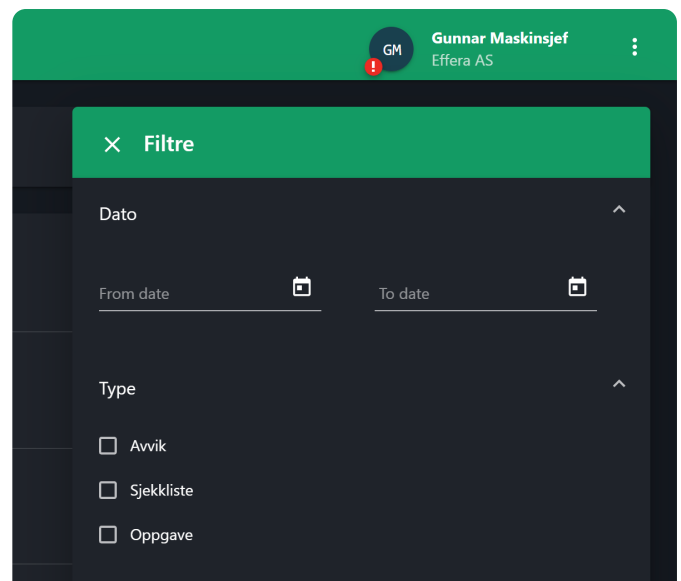 GM
Gunnar Maskinsjef
Effera AS
Filtre
Dato
From date
To date
Type
Avvik
Sjekkliste
Oppgave